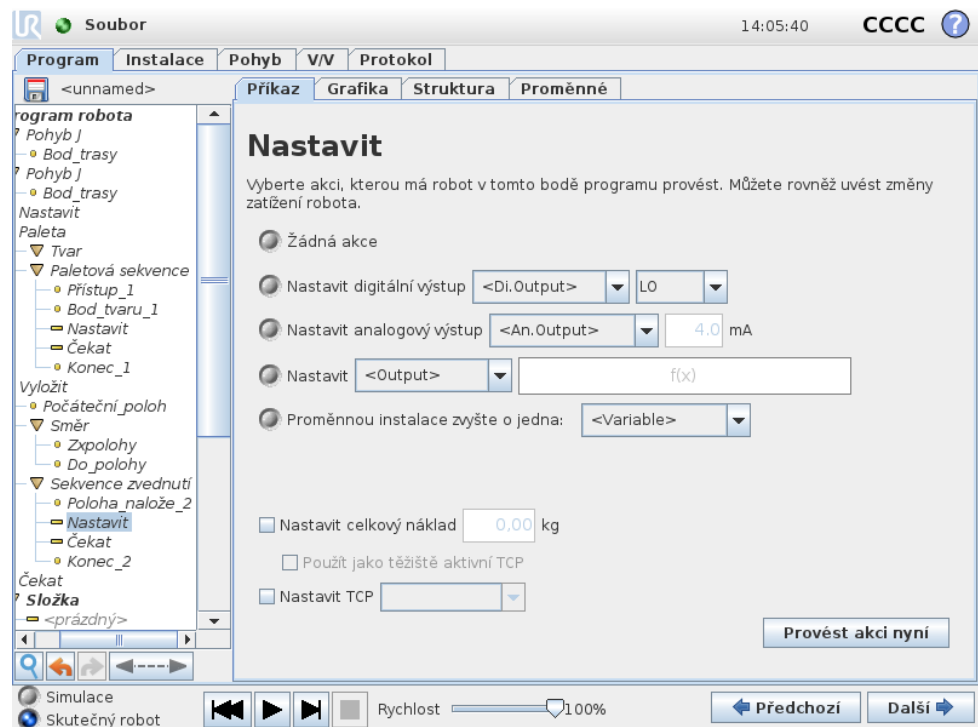 Soubor 14:05:40 CCCC ?
Program Instalace Pohyb V/V Protokol
<unnamed> Příkaz Grafika Struktura Proměnné
rogram robota
Pohyb J
Bod_trasy
Pohyb J
Bod_trasy
Nastavit
Paleta
Tvar
Paletová sekvence
Přístup_1
Bod_tvaru_1
Nastavit
Čekat
Konec_1
Vyložit
Počáteční_poloh
Směr
Zxpolohy
Do_polohy
Sekvence zvednutí
Poloha_nalože_2
Nastavit
Čekat
Konec_2
Čekat
Složka
<prázdný>
Nastavit
Vyberte akci, kterou má robot v tomto bodě programu provést. Můžete rovněž uvést změny
zatížení robota.
Žádná akce
Nastavit digitální výstup <Di.Output> LO
Nastavit analogový výstup <An.Output> 4.0 mA
Nastavit <Output> f(x)
Proměnnou instalace zvyšte o jedna: <Variable>
Nastavit celkový náklad 0,00 kg
Použít jako těžiště aktivní TCP
Nastavit TCP
Provést akci nyní
Simulace
Skutečný robot
Rychlost 100%
Předchozí Další